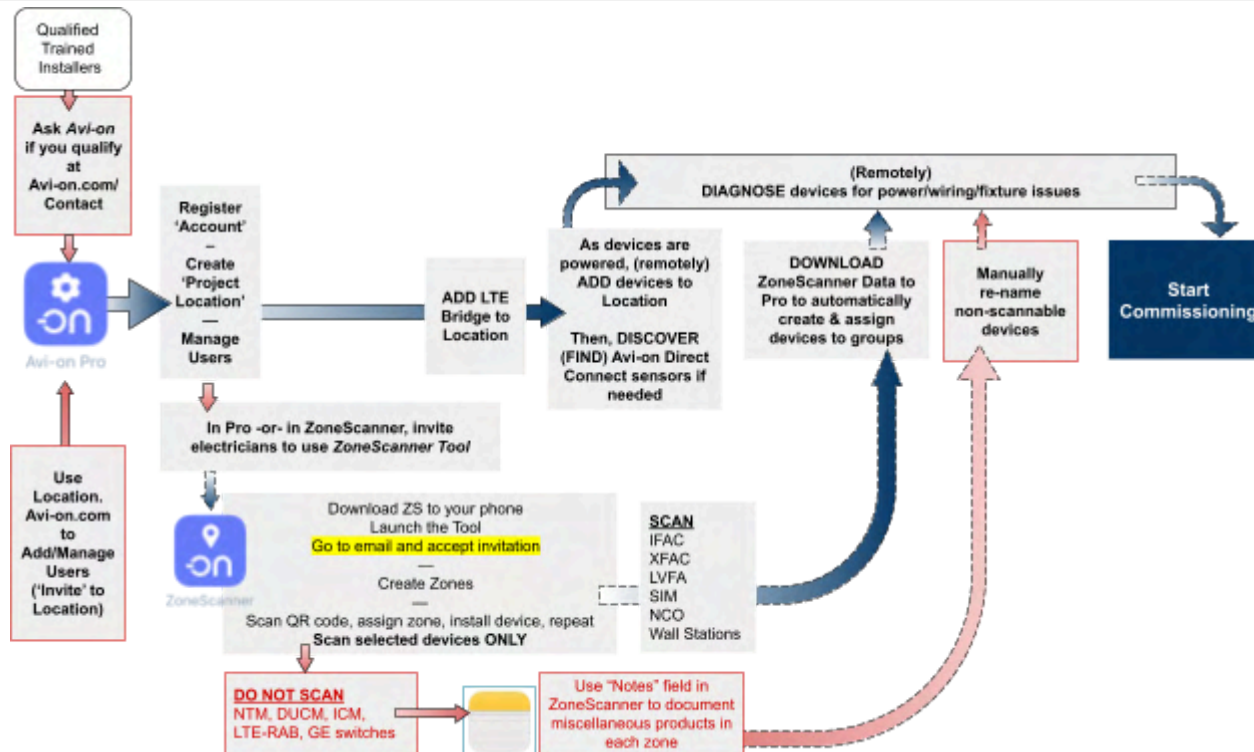 Qualified
Trained
Installers
Ask Avi-on
if you qualify
at
Avi-on.com/
Contact
Avi-on Pro
Use
Location.
Avi-on.com
to
Add/Manage
Users
('Invite' to
Location)
Register
'Account'
–
Create
'Project
Location'
—
Manage
Users
ADD LTE
Bridge to
Location
As devices are
powered, (remotely)
ADD devices to
Location
Then, DISCOVER
(FIND) Avi-on Direct
Connect sensors if
needed
(Remotely)
DIAGNOSE devices for power/wiring/fixture issues
DOWNLOAD
ZoneScanner Data to
Pro to automatically
create & assign
devices to groups
Manually
re-name
non-scannable
devices
Start
Commissioning
In Pro -or- in ZoneScanner, invite
electricians to use ZoneScanner Tool
ZoneScanner
Download ZS to your phone
Launch the Tool
Go to email and accept invitation
—
Create Zones
—
Scan QR code, assign zone, install device, repeat
Scan selected devices ONLY
SCAN
IFAC
XFAC
LVFA
SIM
NCO
Wall Stations
DO NOT SCAN
NTM, DUCM, ICM,
LTE-RAB, GE switches
Use "Notes" field in
ZoneScanner to document
miscellaneous products in
each zone